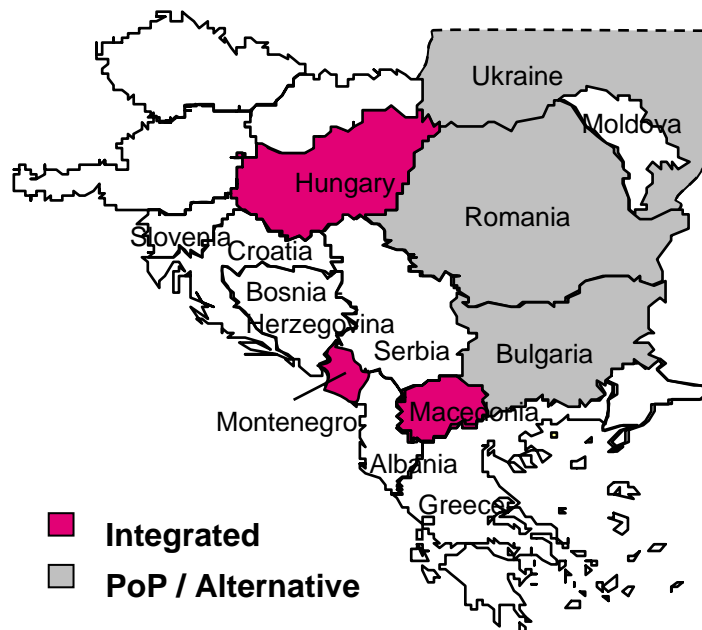 Ukraine
Moldova
Hungary
Romania
Slovenia
Croatia
Bosnia
Herzegovina
Serbia
Bulgaria
Montenegro
Macedonia
Albania
Greece
Integrated
PoP / Alternative